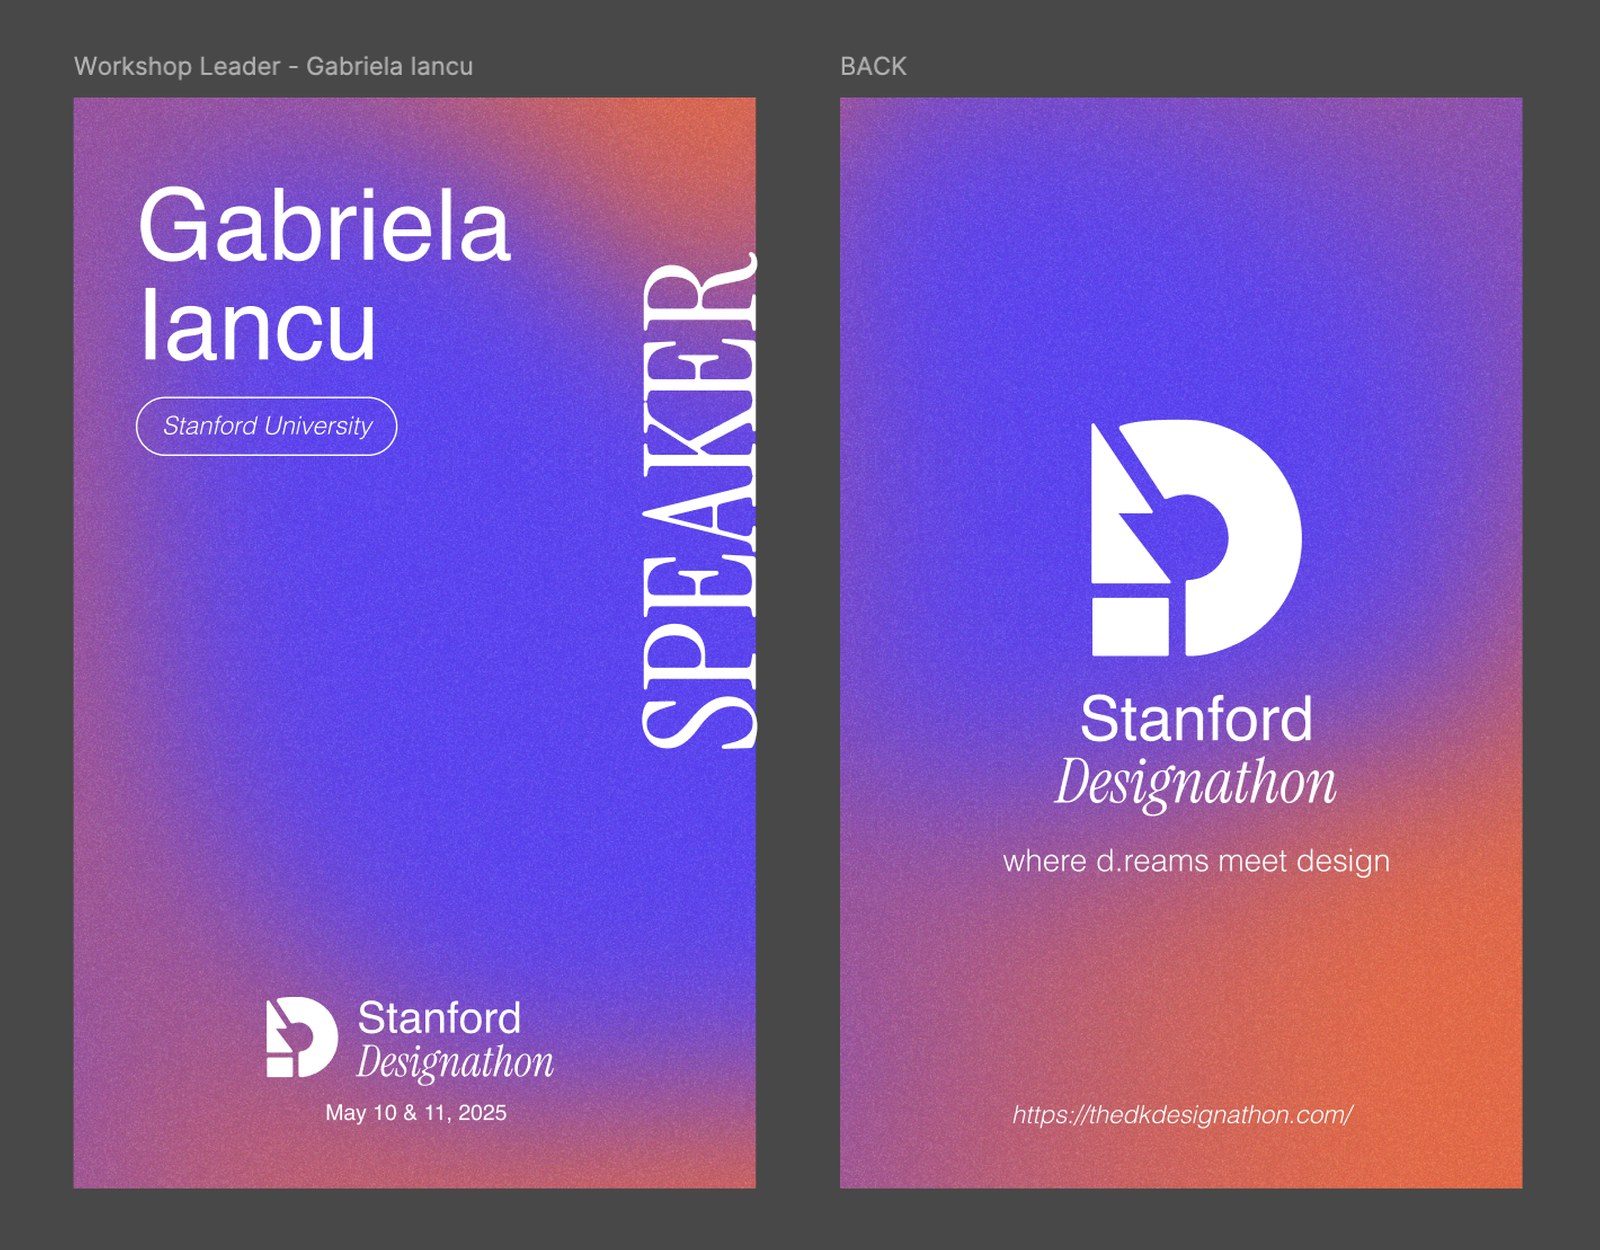 Workshop Leader - Gabriela Iancu
Gabriela
Iancu
Stanford University
SPEAKER
Stanford
Designathon
May 10 & 11, 2025
BACK
Stanford
Designathon
where d.reams meet design
https://thedkdesignathon.com/